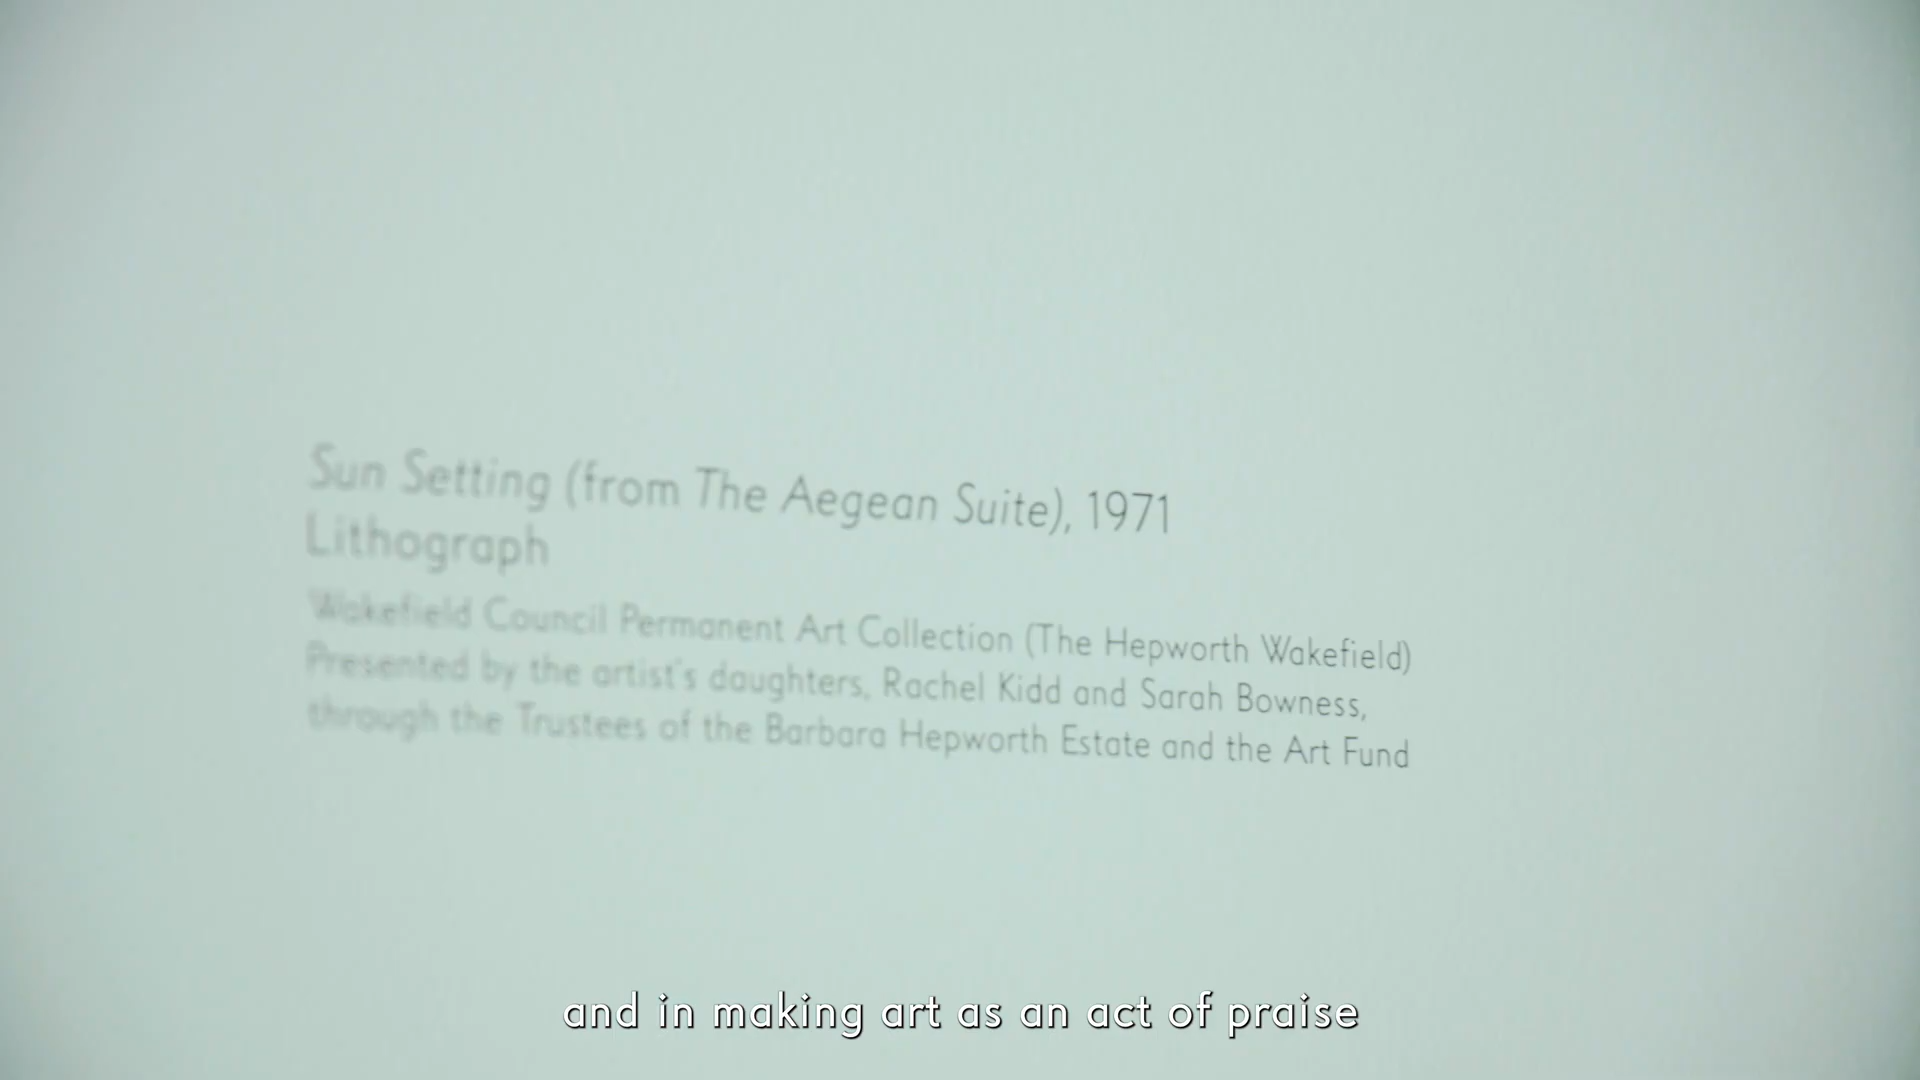 Sun Setting (from The Aegean Suite), 1971
Lithograph
Wakefield Council Permanent Art Collection (The Hepworth Wakefield)
Presented by the artist's daughters, Rachel Kidd and Sarah Bowness,
through the Trustees of the Barbara Hepworth Estate and the Art Fund
and in making art as an act of praise